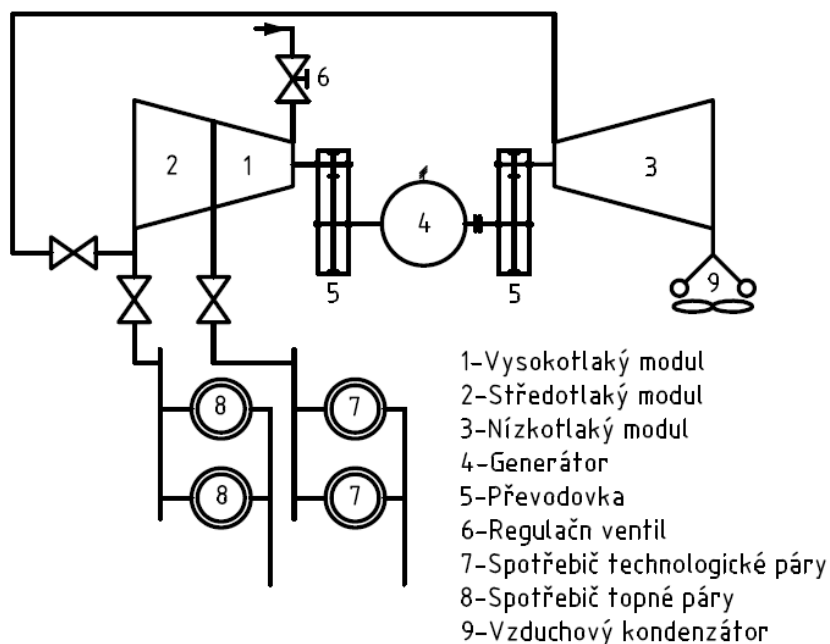 6
2
1
3
4
5
5
9
8
7
8
7
1-Vysokotlaký modul
2-Středotlaký modul
3-Nízkotlaký modul
4-Generátor
5-Převodovka
6-Regulačn ventil
7-Spotřebič technologické páry
8-Spotřebič topné páry
9-Vzduchový kondenzátor